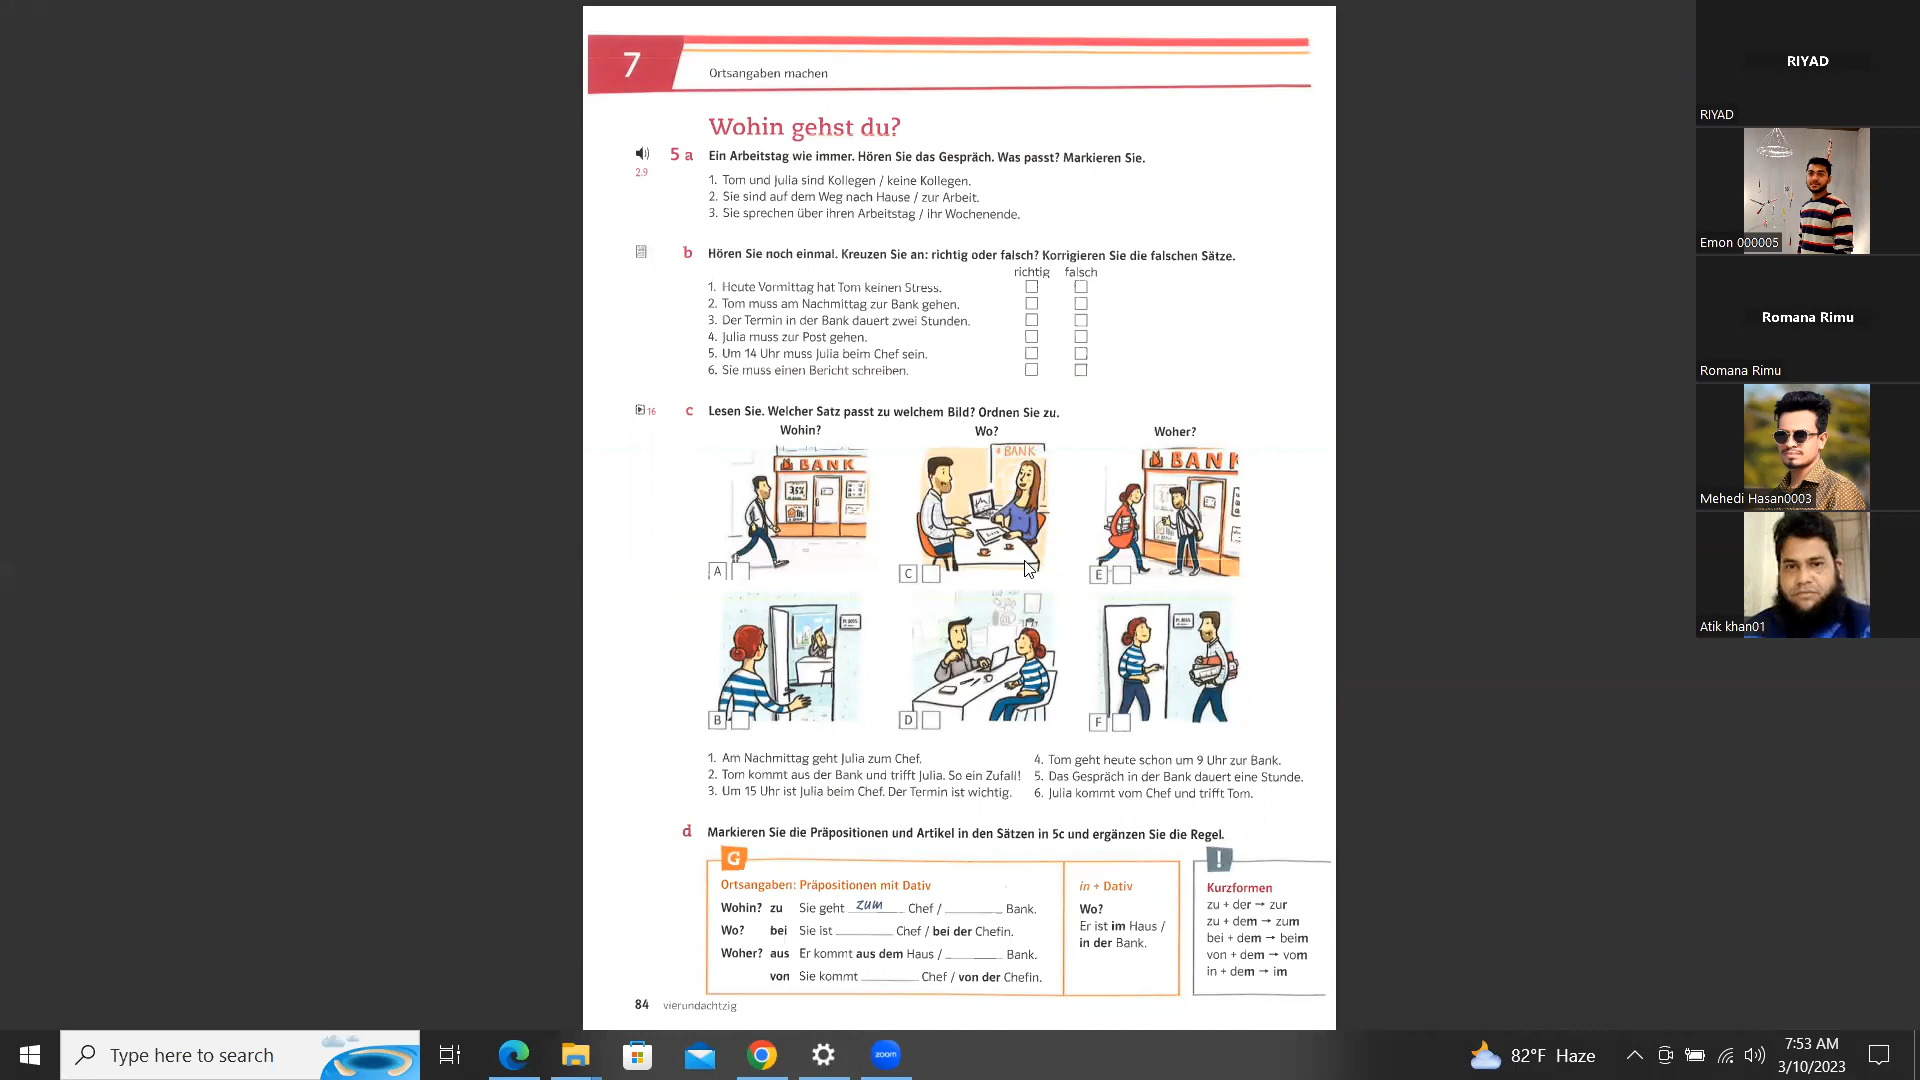 7
Ortsangaben machen
Wohin gehst du?
2.9
5 a Ein Arbeitstag wie immer. Hören Sie das Gespräch. Was passt? Markieren Sie.
1. Tom und Julia sind Kollegen / keine Kollegen.
2. Sie sind auf dem Weg nach Hause / zur Arbeit.
3. Sie sprechen über ihren Arbeitstag / ihr Wochenende.
b Hören Sie noch einmal. Kreuzen Sie an: richtig oder falsch? Korrigieren Sie die falschen Sätze.
richtig falsch
1. Heute Vormittag hat Tom keinen Stress.
2. Tom muss am Nachmittag zur Bank gehen.
3. Der Termin in der Bank dauert zwei Stunden.
4. Julia muss zur Post gehen.
5. Um 14 Uhr muss Julia beim Chef sein.
6. Sie muss einen Bericht schreiben.
16 c Lesen Sie. Welcher Satz passt zu welchem Bild? Ordnen Sie zu.
Wohin? Wo? Woher?
BANK
3,5%
BANK
BANK
A C E
B D F
1. Am Nachmittag geht Julia zum Chef.
2. Tom kommt aus der Bank und trifft Julia. So ein Zufall!
3. Um 15 Uhr ist Julia beim Chef. Der Termin ist wichtig.
4. Tom geht heute schon um 9 Uhr zur Bank.
5. Das Gespräch in der Bank dauert eine Stunde.
6. Julia kommt vom Chef und trifft Tom.
d Markieren Sie die Präpositionen und Artikel in den Sätzen in 5c und ergänzen Sie die Regel.
G
Ortsangaben: Präpositionen mit Dativ
Wohin? zu Sie geht zum Chef / ________ Bank.
Wo? bei Sie ist ________ Chef / bei der Chefin.
Woher? aus Er kommt aus dem Haus / ________ Bank.
von Sie kommt ________ Chef / von der Chefin.
in + Dativ
Wo?
Er ist im Haus /
in der Bank.
!
Kurzformen
zu + der → zur
zu + dem → zum
bei + dem → beim
von + dem → vom
in + dem → im
84 vierundachtzig
RIYAD
RIYAD
Emon 000005
Romana Rimu
Romana Rimu
Mehedi Hasan0003
Atik khan01
Type here to search
zoom
82°F Haze
7:53 AM
3/10/2023